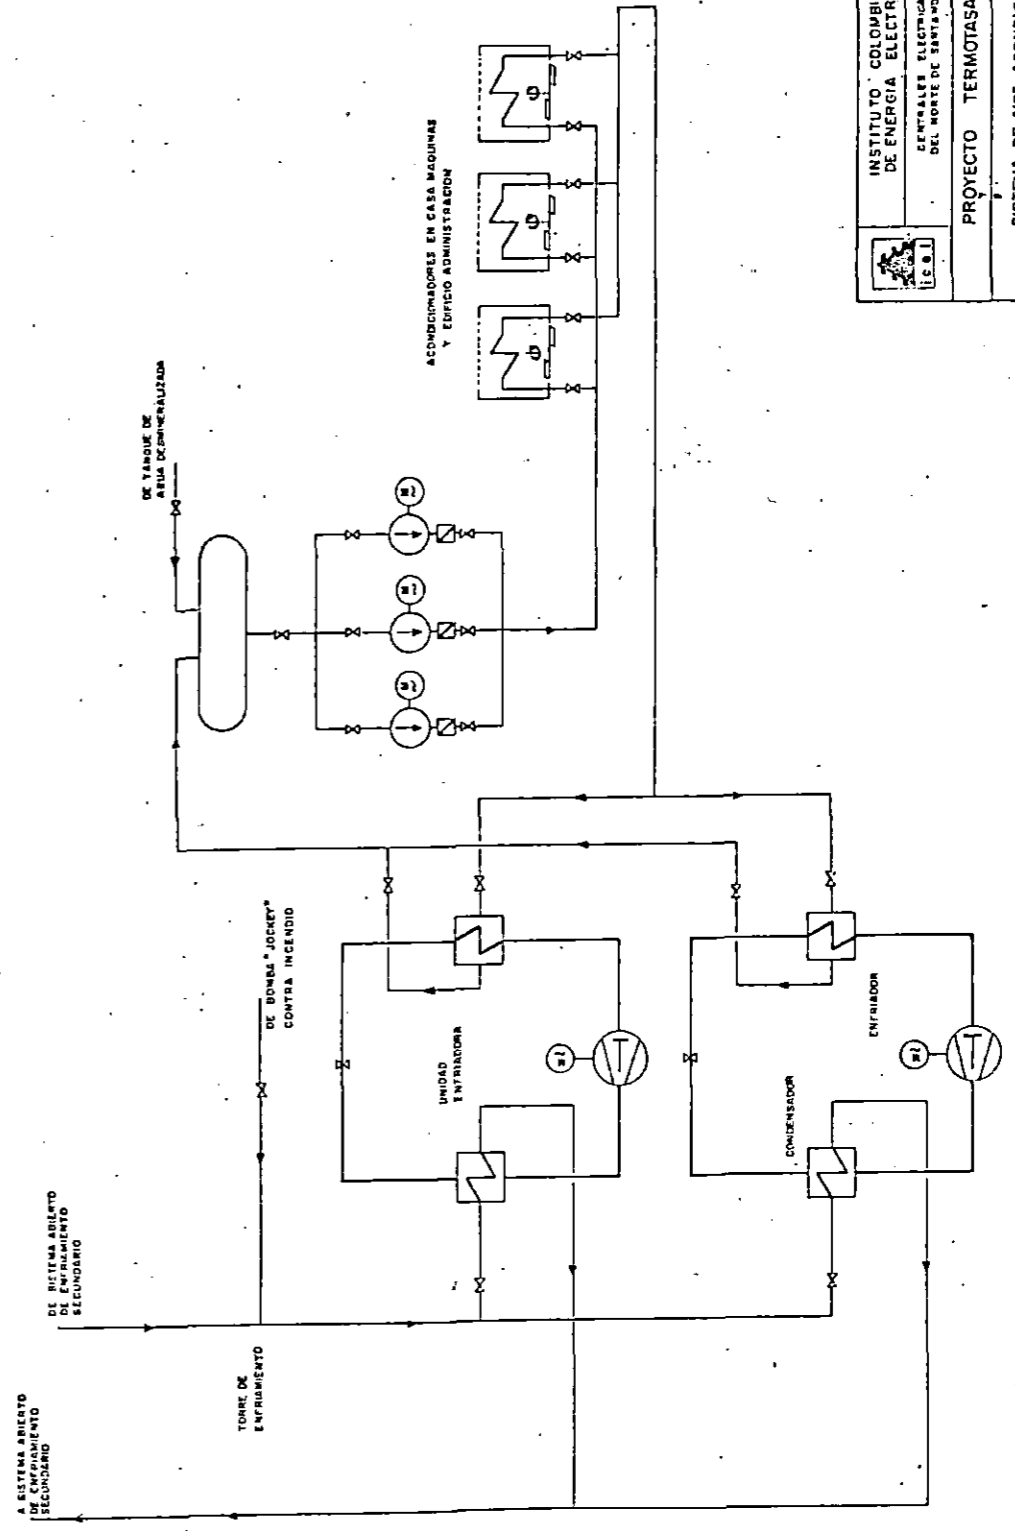 A SISTEMA ABIERTO
DE ENFRIAMIENTO
SECUNDARIO
DE SISTEMA ABIERTO
DE ENFRIAMIENTO
SECUNDARIO
TORRE DE
ENFRIAMIENTO
DE BOMBA "JOCKEY"
CONTRA INCENDIO
UNIDAD
ENFRIADORA
CONDENSADOR
ENFRIADOR
DE TANQUE DE
AGUA DESMINERALIZADA
M~
M~
M~
M~
M~
ACONDICIONADORES EN CASA MAQUINAS
Y EDIFICIO ADMINISTRACION
icel
INSTITUTO COLOMBI
DE ENERGIA ELECTR
CENTRALES ELECTRICA
DEL NORTE DE SANTAND
PROYECTO TERMOTASA